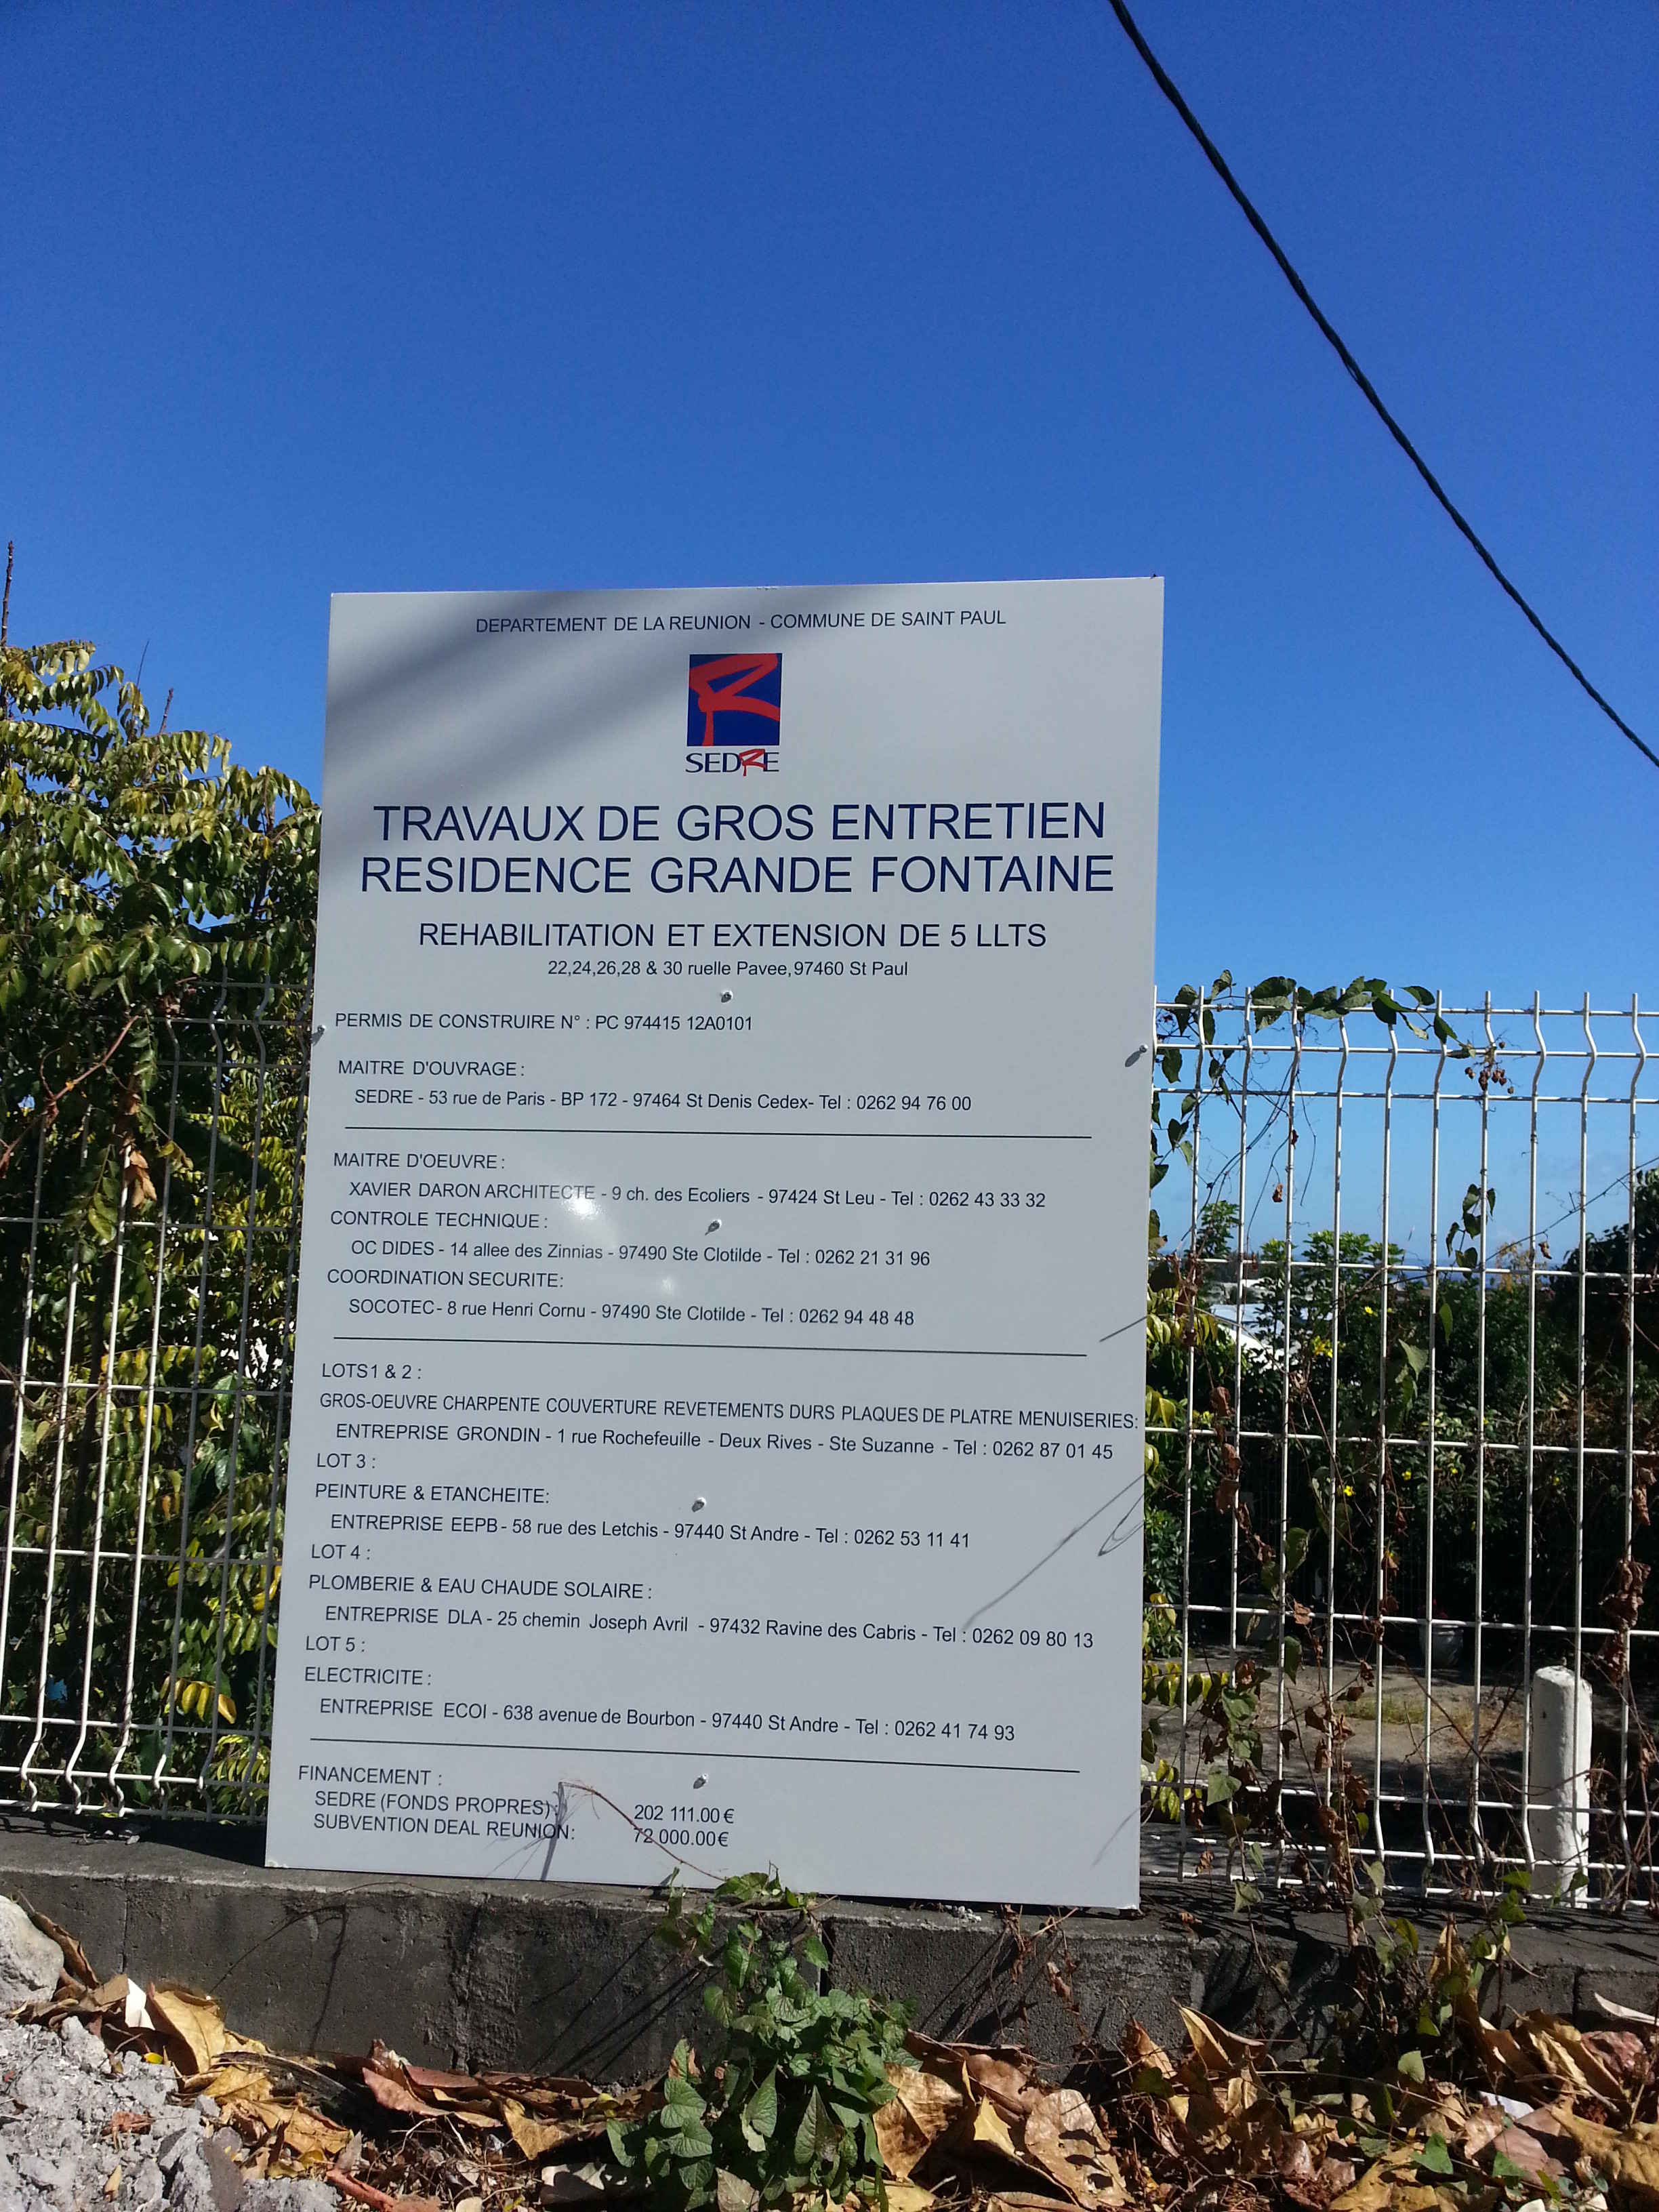 DEPARTEMENT DE LA REUNION - COMMUNE DE SAINT PAUL
SEDRE
TRAVAUX DE GROS ENTRETIEN
RESIDENCE GRANDE FONTAINE
REHABILITATION ET EXTENSION DE 5 LLTS
22,24,26,28 & 30 ruelle Pavee,97460 St Paul
PERMIS DE CONSTRUIRE N° : PC 974415 12A0101
MAITRE D'OUVRAGE :
SEDRE - 53 rue de Paris - BP 172 - 97464 St Denis Cedex- Tel : 0262 94 76 00
MAITRE D'OEUVRE :
XAVIER DARON ARCHITECTE - 9 ch. des Ecoliers - 97424 St Leu - Tel : 0262 43 33 32
CONTROLE TECHNIQUE :
OC DIDES - 14 allee des Zinnias - 97490 Ste Clotilde - Tel : 0262 21 31 96
COORDINATION SECURITE:
SOCOTEC- 8 rue Henri Cornu - 97490 Ste Clotilde - Tel : 0262 94 48 48
LOTS1 & 2 :
GROS-OEUVRE CHARPENTE COUVERTURE REVETEMENTS DURS PLAQUES DE PLATRE MENUISERIES:
ENTREPRISE GRONDIN - 1 rue Rochefeuille - Deux Rives - Ste Suzanne - Tel : 0262 87 01 45
LOT 3 :
PEINTURE & ETANCHEITE:
ENTREPRISE EEPB - 58 rue des Letchis - 97440 St Andre - Tel : 0262 53 11 41
LOT 4 :
PLOMBERIE & EAU CHAUDE SOLAIRE :
ENTREPRISE DLA - 25 chemin Joseph Avril - 97432 Ravine des Cabris - Tel : 0262 09 80 13
LOT 5 :
ELECTRICITE :
ENTREPRISE ECOI - 638 avenue de Bourbon - 97440 St Andre - Tel : 0262 41 74 93
FINANCEMENT :
SEDRE (FONDS PROPRES): 202 111.00 €
SUBVENTION DEAL REUNION: 72 000.00€